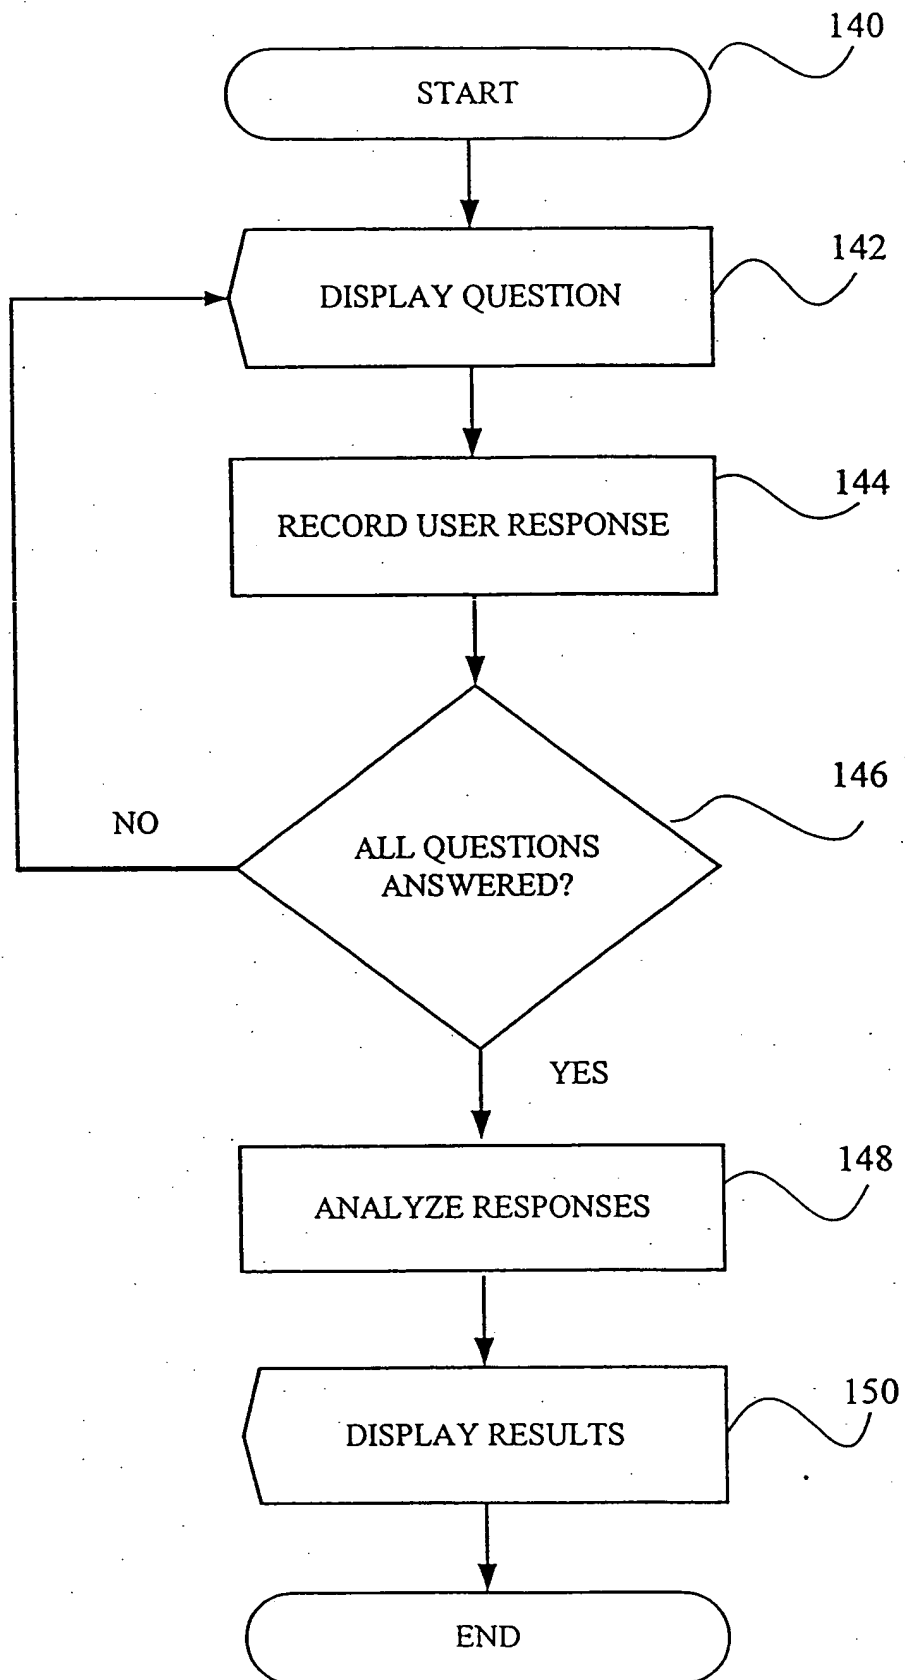 140
START
142
DISPLAY QUESTION
144
RECORD USER RESPONSE
146
NO
ALL QUESTIONS
ANSWERED?
YES
148
ANALYZE RESPONSES
150
DISPLAY RESULTS
END